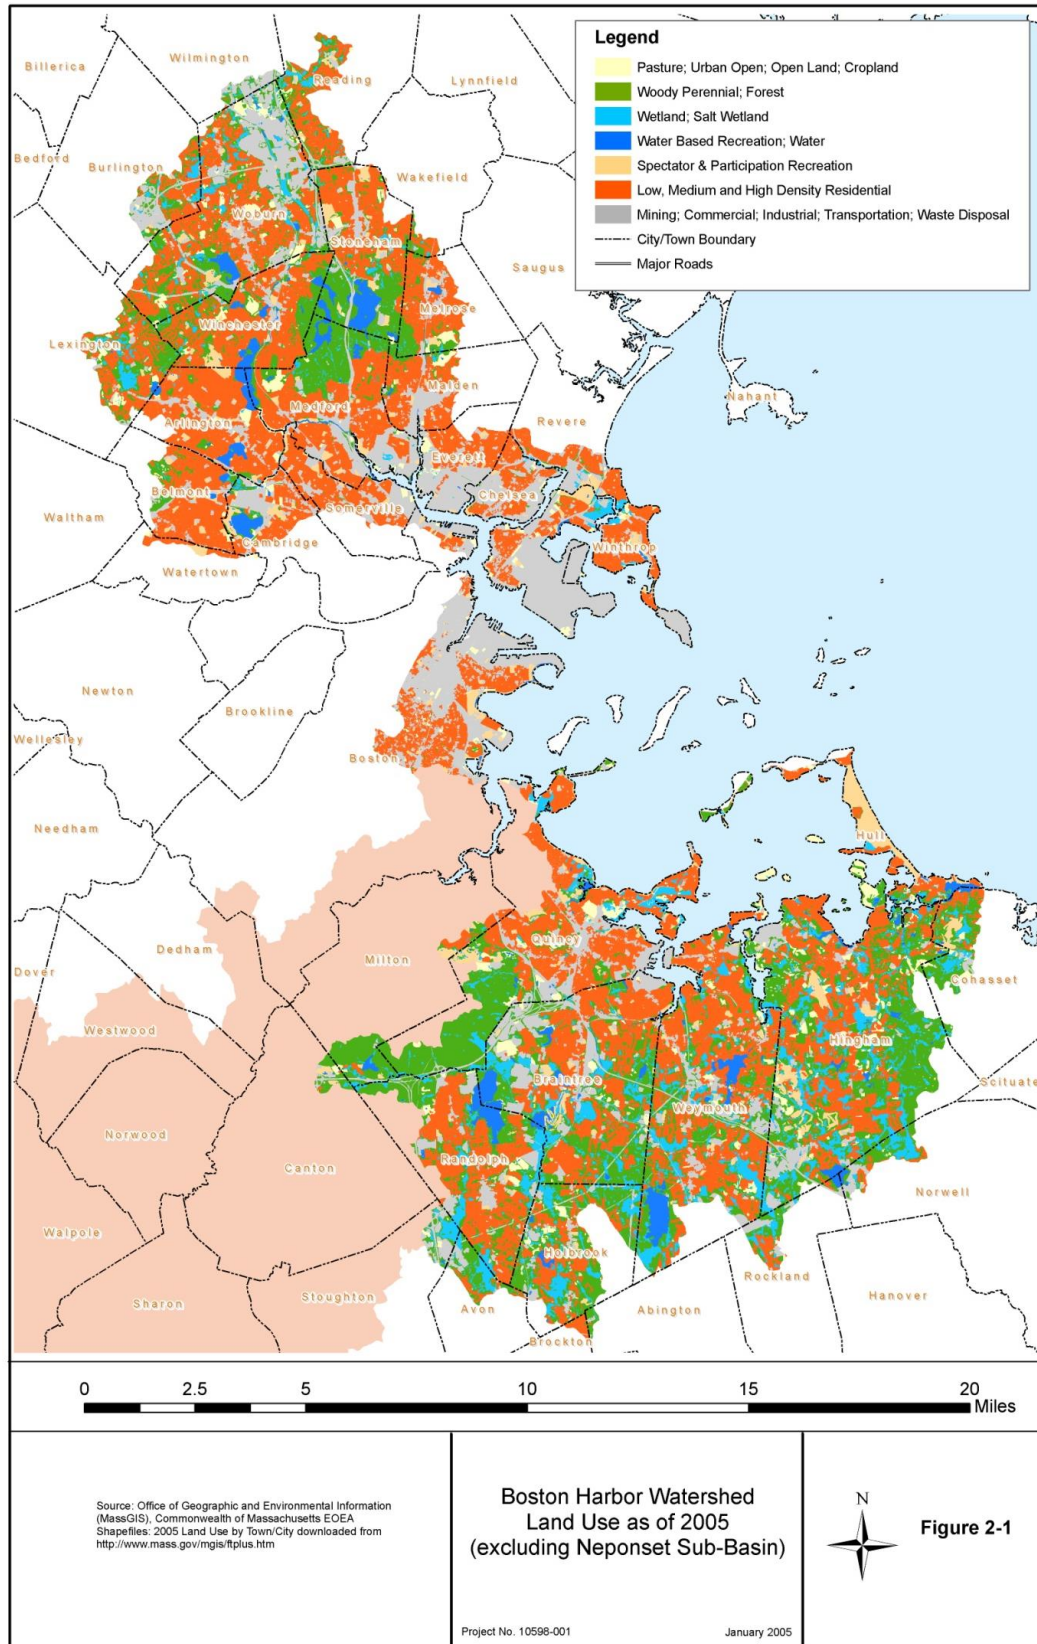 Legend
Pasture; Urban Open; Open Land; Cropland
Woody Perennial; Forest
Wetland; Salt Wetland
Water Based Recreation; Water
Spectator & Participation Recreation
Low, Medium and High Density Residential
Mining; Commercial; Industrial; Transportation; Waste Disposal
City/Town Boundary
Major Roads
Wilmington
Billerica
Reading
Lynnfield
Bedford
Burlington
Wakefield
Woburn
Stoneham
Saugus
Melrose
Winchester
Lexington
Malden
Nahant
Medford
Arlington
Revere
Everett
Belmont
Chelsea
Somerville
Waltham
Cambridge
Winthrop
Watertown
Newton
Brookline
Wellesley
Boston
Needham
Hull
Quincy
Dedham
Milton
Dover
Cohasset
Westwood
Hingham
Braintree
Scituate
Weymouth
Norwood
Randolph
Canton
Norwell
Walpole
Holbrook
Rockland
Hanover
Sharon
Stoughton
Avon
Abington
Brockton
0 2.5 5 10 15 20
Miles
Source: Office of Geographic and Environmental Information
(MassGIS), Commonwealth of Massachusetts EOEA
Shapefiles: 2005 Land Use by Town/City downloaded from
http://www.mass.gov/mgis/ftplus.htm
Boston Harbor Watershed
Land Use as of 2005
(excluding Neponset Sub-Basin)
Project No. 10598-001 January 2005
N
Figure 2-1